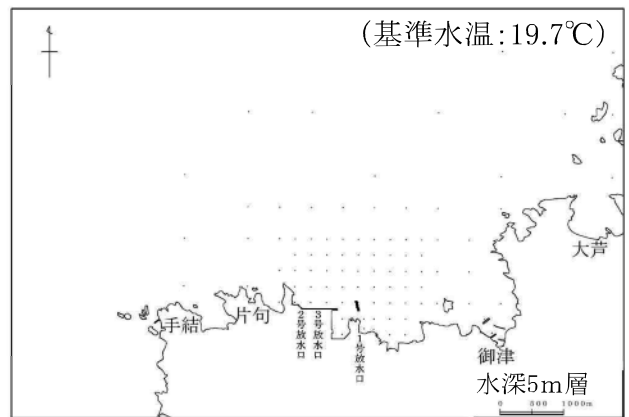 (基準水温:19.7℃)
大芦
手結
片句
2号放水口
3号放水口
1号放水口
御津
水深5m層
0 500 1000m